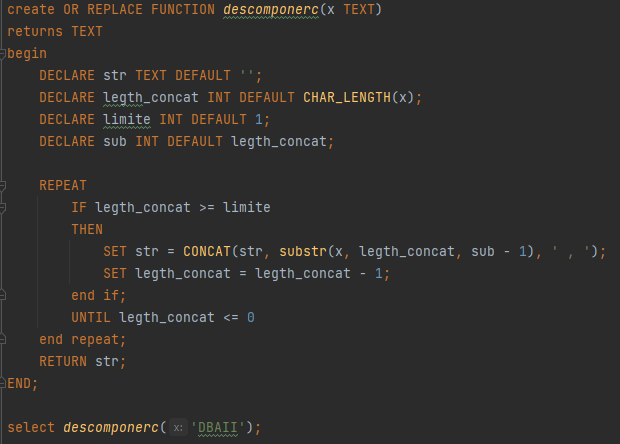 create OR REPLACE FUNCTION descomponerc(x TEXT)
returns TEXT
begin
    DECLARE str TEXT DEFAULT '';
    DECLARE legth_concat INT DEFAULT CHAR_LENGTH(x);
    DECLARE limite INT DEFAULT 1;
    DECLARE sub INT DEFAULT legth_concat;

    REPEAT
        IF legth_concat >= limite
        THEN
            SET str = CONCAT(str, substr(x, legth_concat, sub - 1), ' , ');
            SET legth_concat = legth_concat - 1;
        end if;
        UNTIL legth_concat <= 0
    end repeat;
    RETURN str;
END;

select descomponerc( x: 'DBAII');